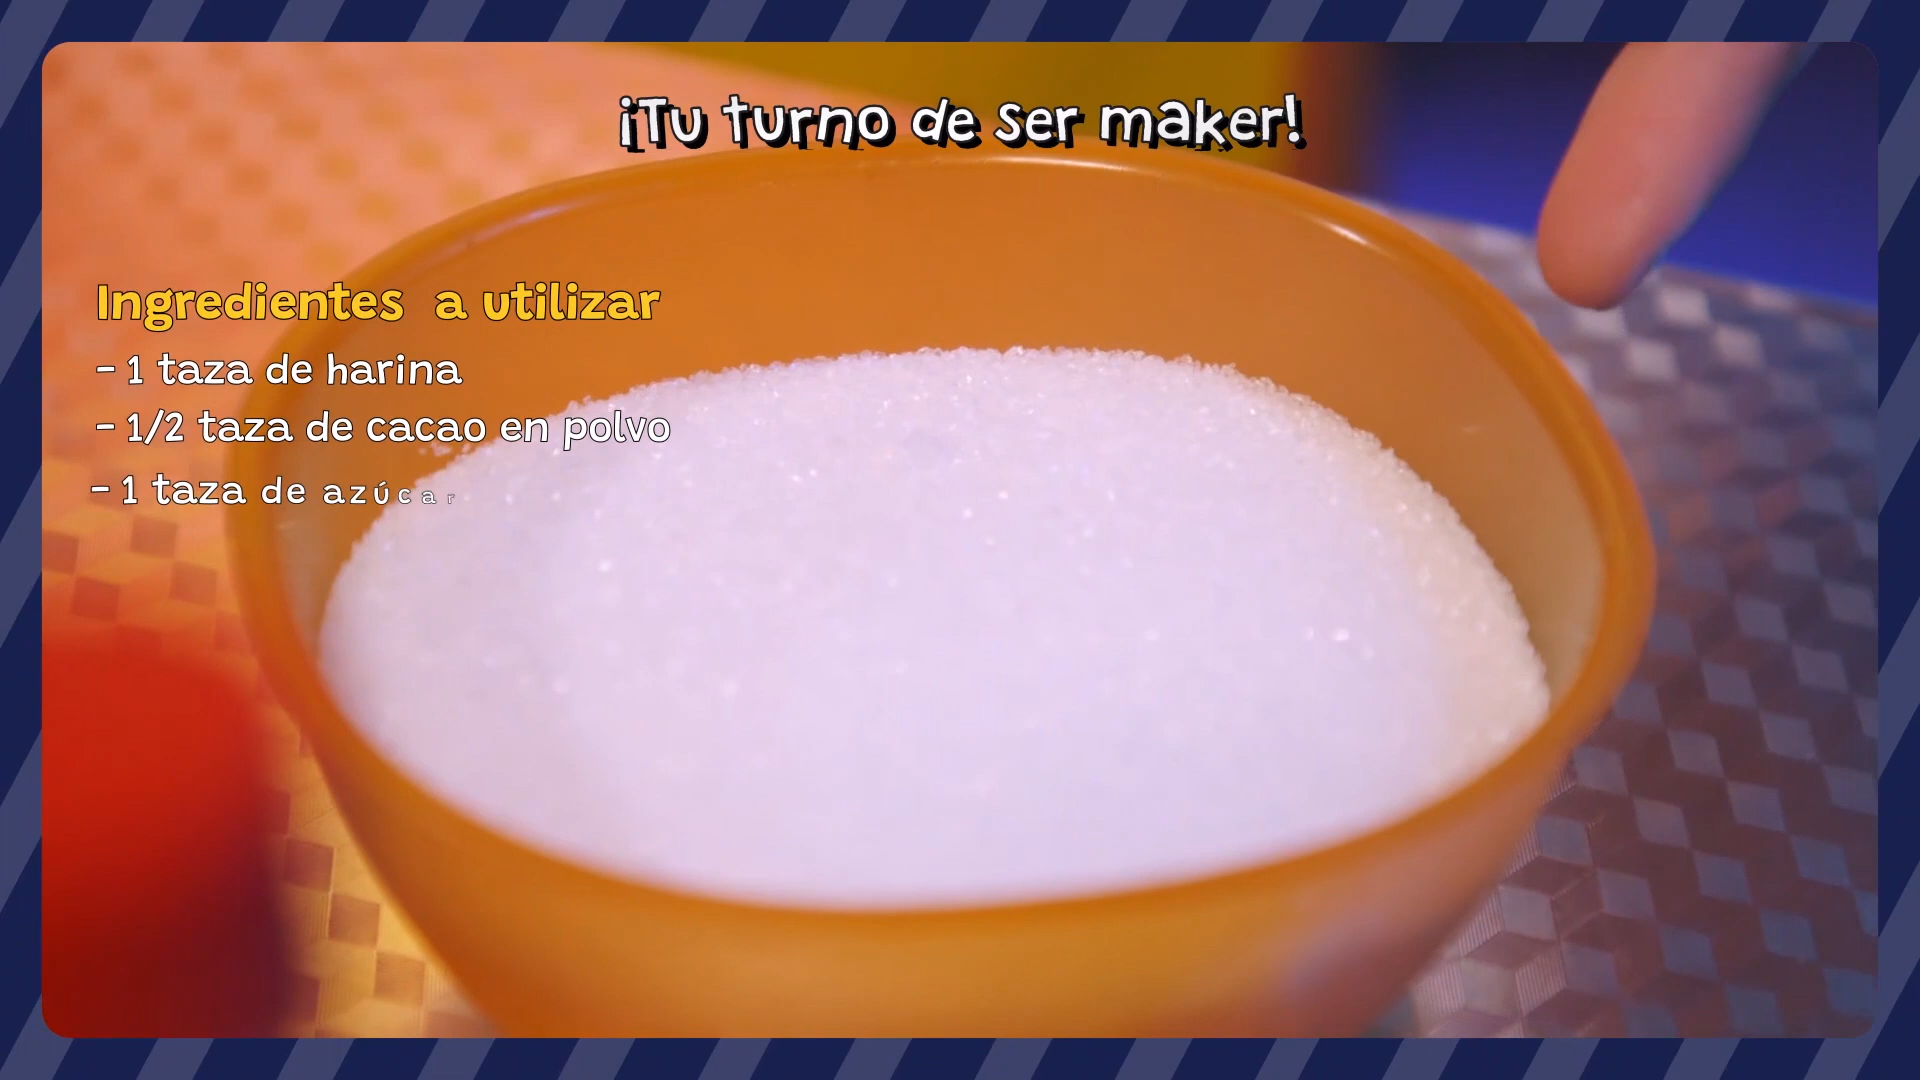 ¡Tu turno de ser maker!
Ingredientes a utilizar
- 1 taza de harina
- 1/2 taza de cacao en polvo
- 1 taza de azúcar